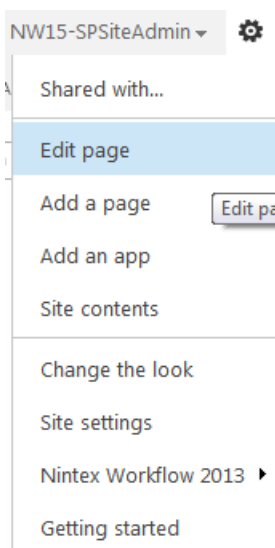 NW15-SPSiteAdmin
Shared with...
Edit page
Add a page
Edit pa
Add an app
Site contents
Change the look
Site settings
Nintex Workflow 2013
Getting started